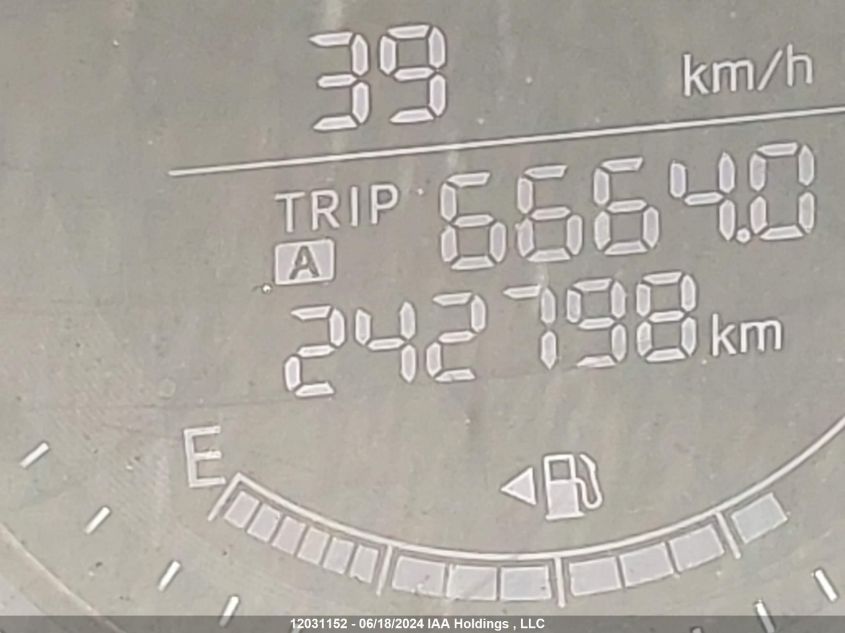 39 km/h
TRIP A 6664.0
242798 km
E
12031152 - 06/18/2024 IAA Holdings , LLC